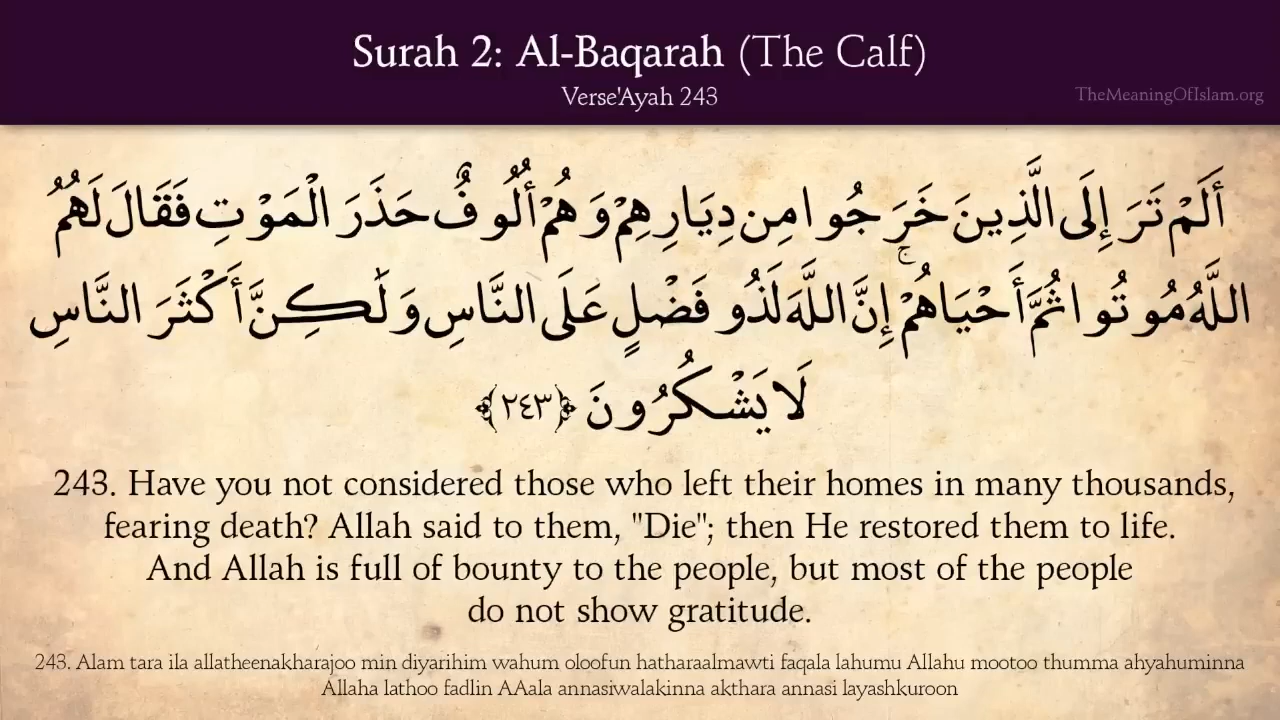 Surah 2: Al-Baqarah (The Calf)
Verse'Ayah 243
TheMeaningOfIslam.org
أَلَمْ تَرَ إِلَى الَّذِينَ خَرَجُوا مِن دِيَارِهِمْ وَهُمْ أُلُوفٌ حَذَرَ الْمَوْتِ فَقَالَ لَهُمُ
اللَّهُ مُوتُوا ثُمَّ أَحْيَاهُمْ ۚ إِنَّ اللَّهَ لَذُو فَضْلٍ عَلَى النَّاسِ وَلَٰكِنَّ أَكْثَرَ النَّاسِ
لَا يَشْكُرُونَ ﴿٢٤٣﴾
243. Have you not considered those who left their homes in many thousands,
fearing death? Allah said to them, "Die"; then He restored them to life.
And Allah is full of bounty to the people, but most of the people
do not show gratitude.
243. Alam tara ila allatheenakharajoo min diyarihim wahum oloofun hatharaalmawti faqala lahumu Allahu mootoo thumma ahyahuminna
Allaha lathoo fadlin AAala annasiwalakinna akthara annasi layashkuroon